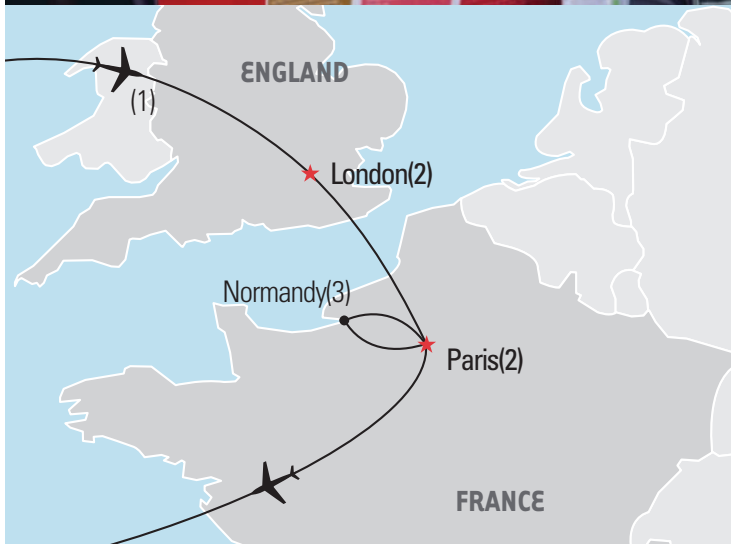 ENGLAND
(1)
London(2)
Normandy(3)
Paris(2)
FRANCE